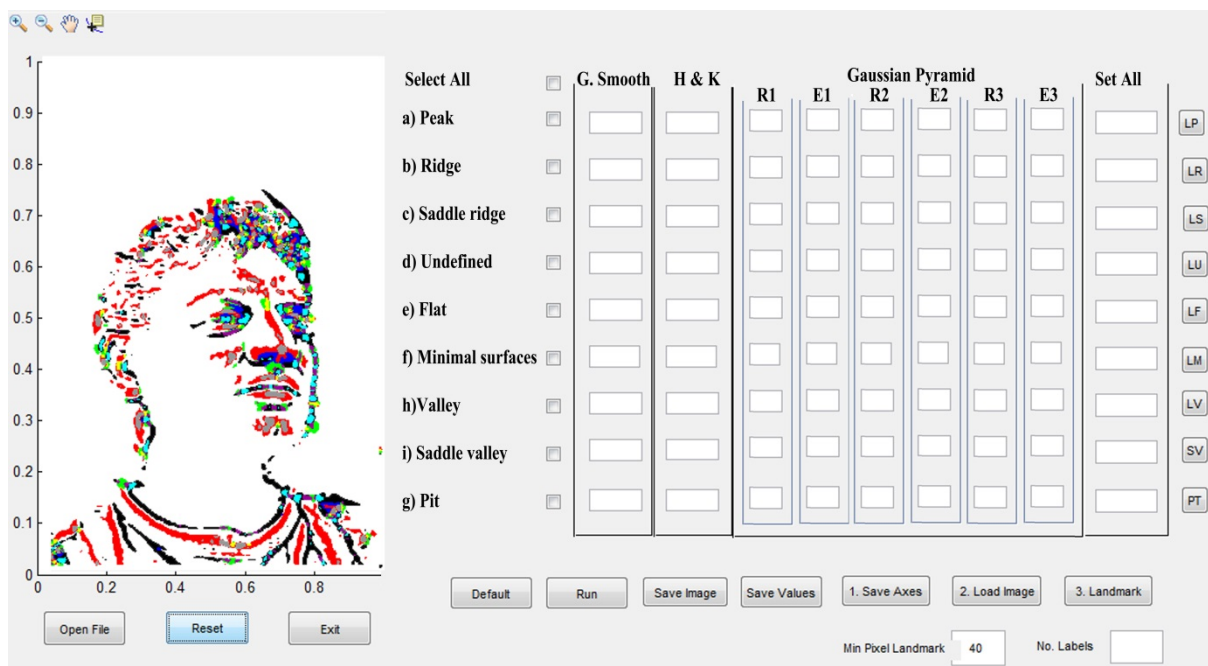 1
0.9
0.8
0.7
0.6
0.5
0.4
0.3
0.2
0.1
0
0 0.2 0.4 0.6 0.8
Open File Reset Exit
Select All G. Smooth H & K Gaussian Pyramid Set All
R1 E1 R2 E2 R3 E3
a) Peak LP
b) Ridge LR
c) Saddle ridge LS
d) Undefined LU
e) Flat LF
f) Minimal surfaces LM
h)Valley LV
i) Saddle valley SV
g) Pit PT
Default Run Save Image Save Values 1. Save Axes 2. Load Image 3. Landmark
Min Pixel Landmark 40 No. Labels